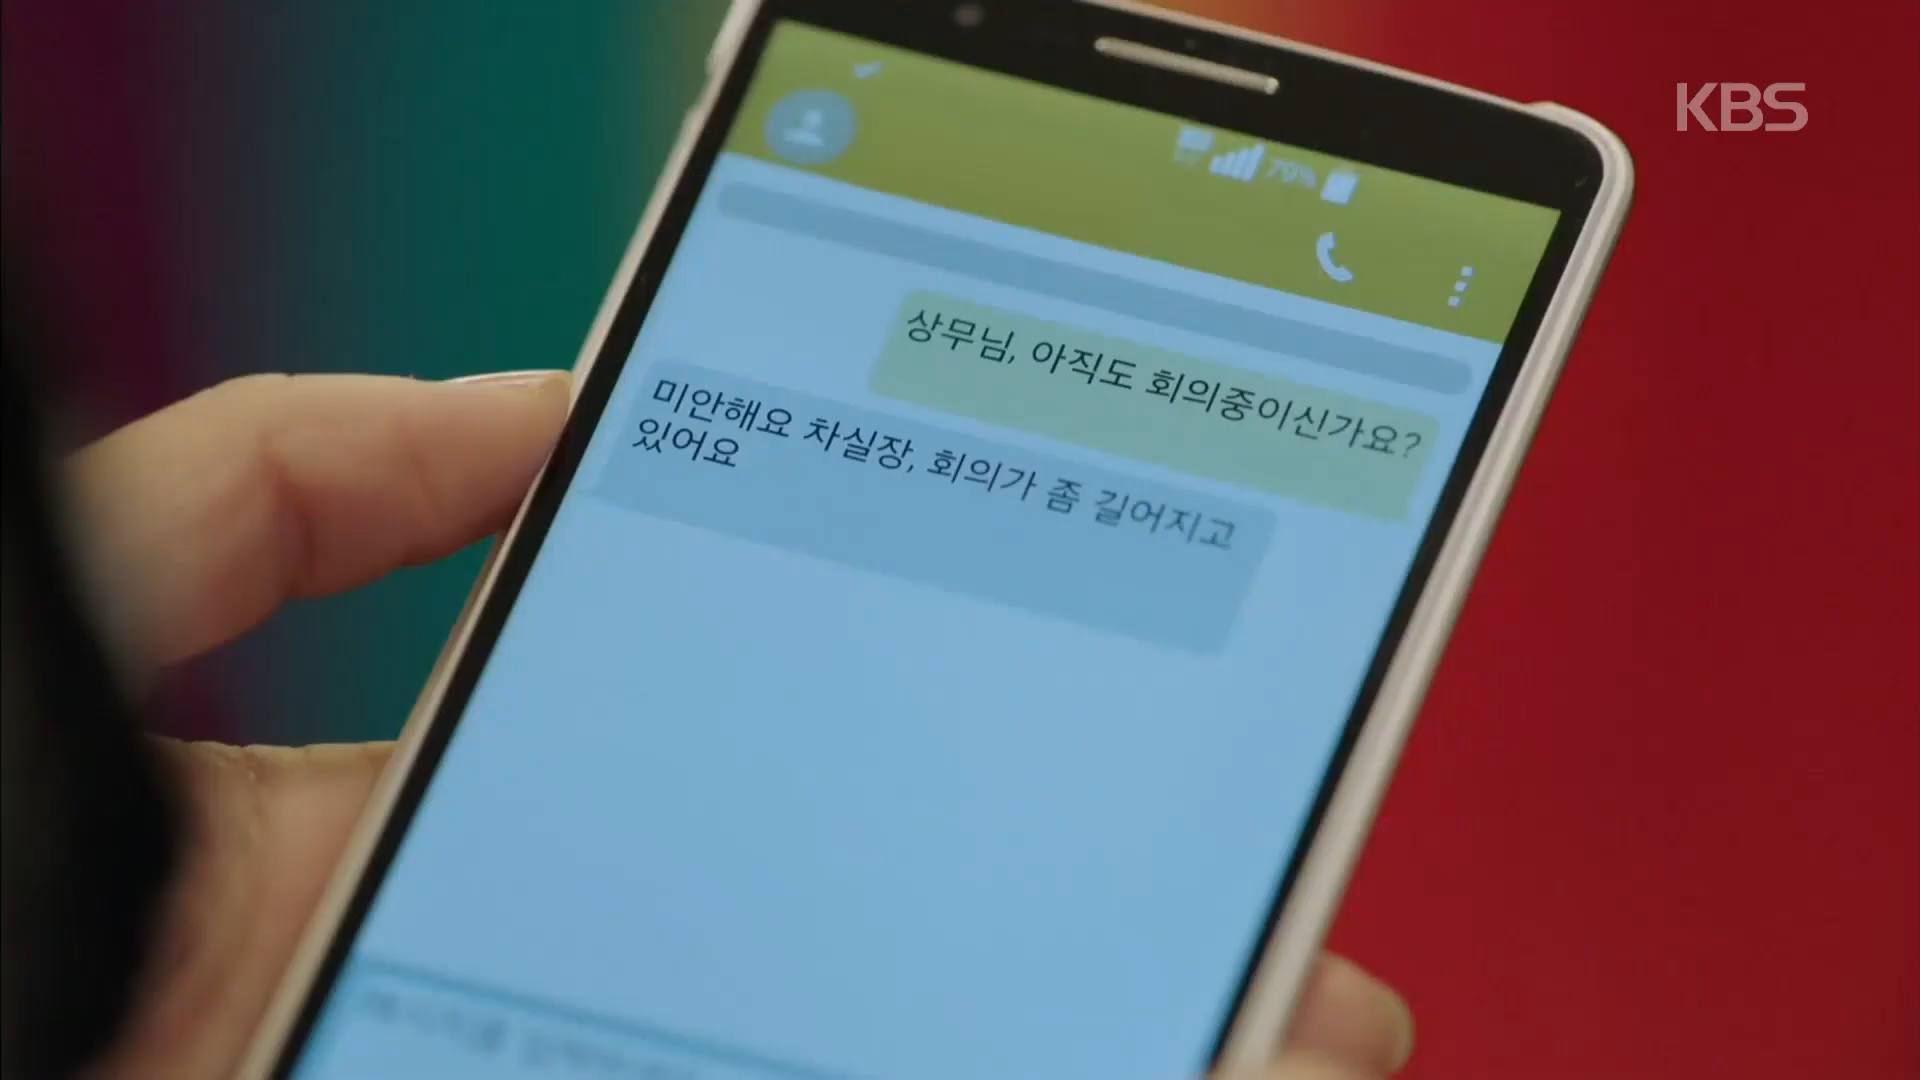 KBS
79%
상무님, 아직도 회의중이신가요?
미안해요 차실장, 회의가 좀 길어지고
있어요